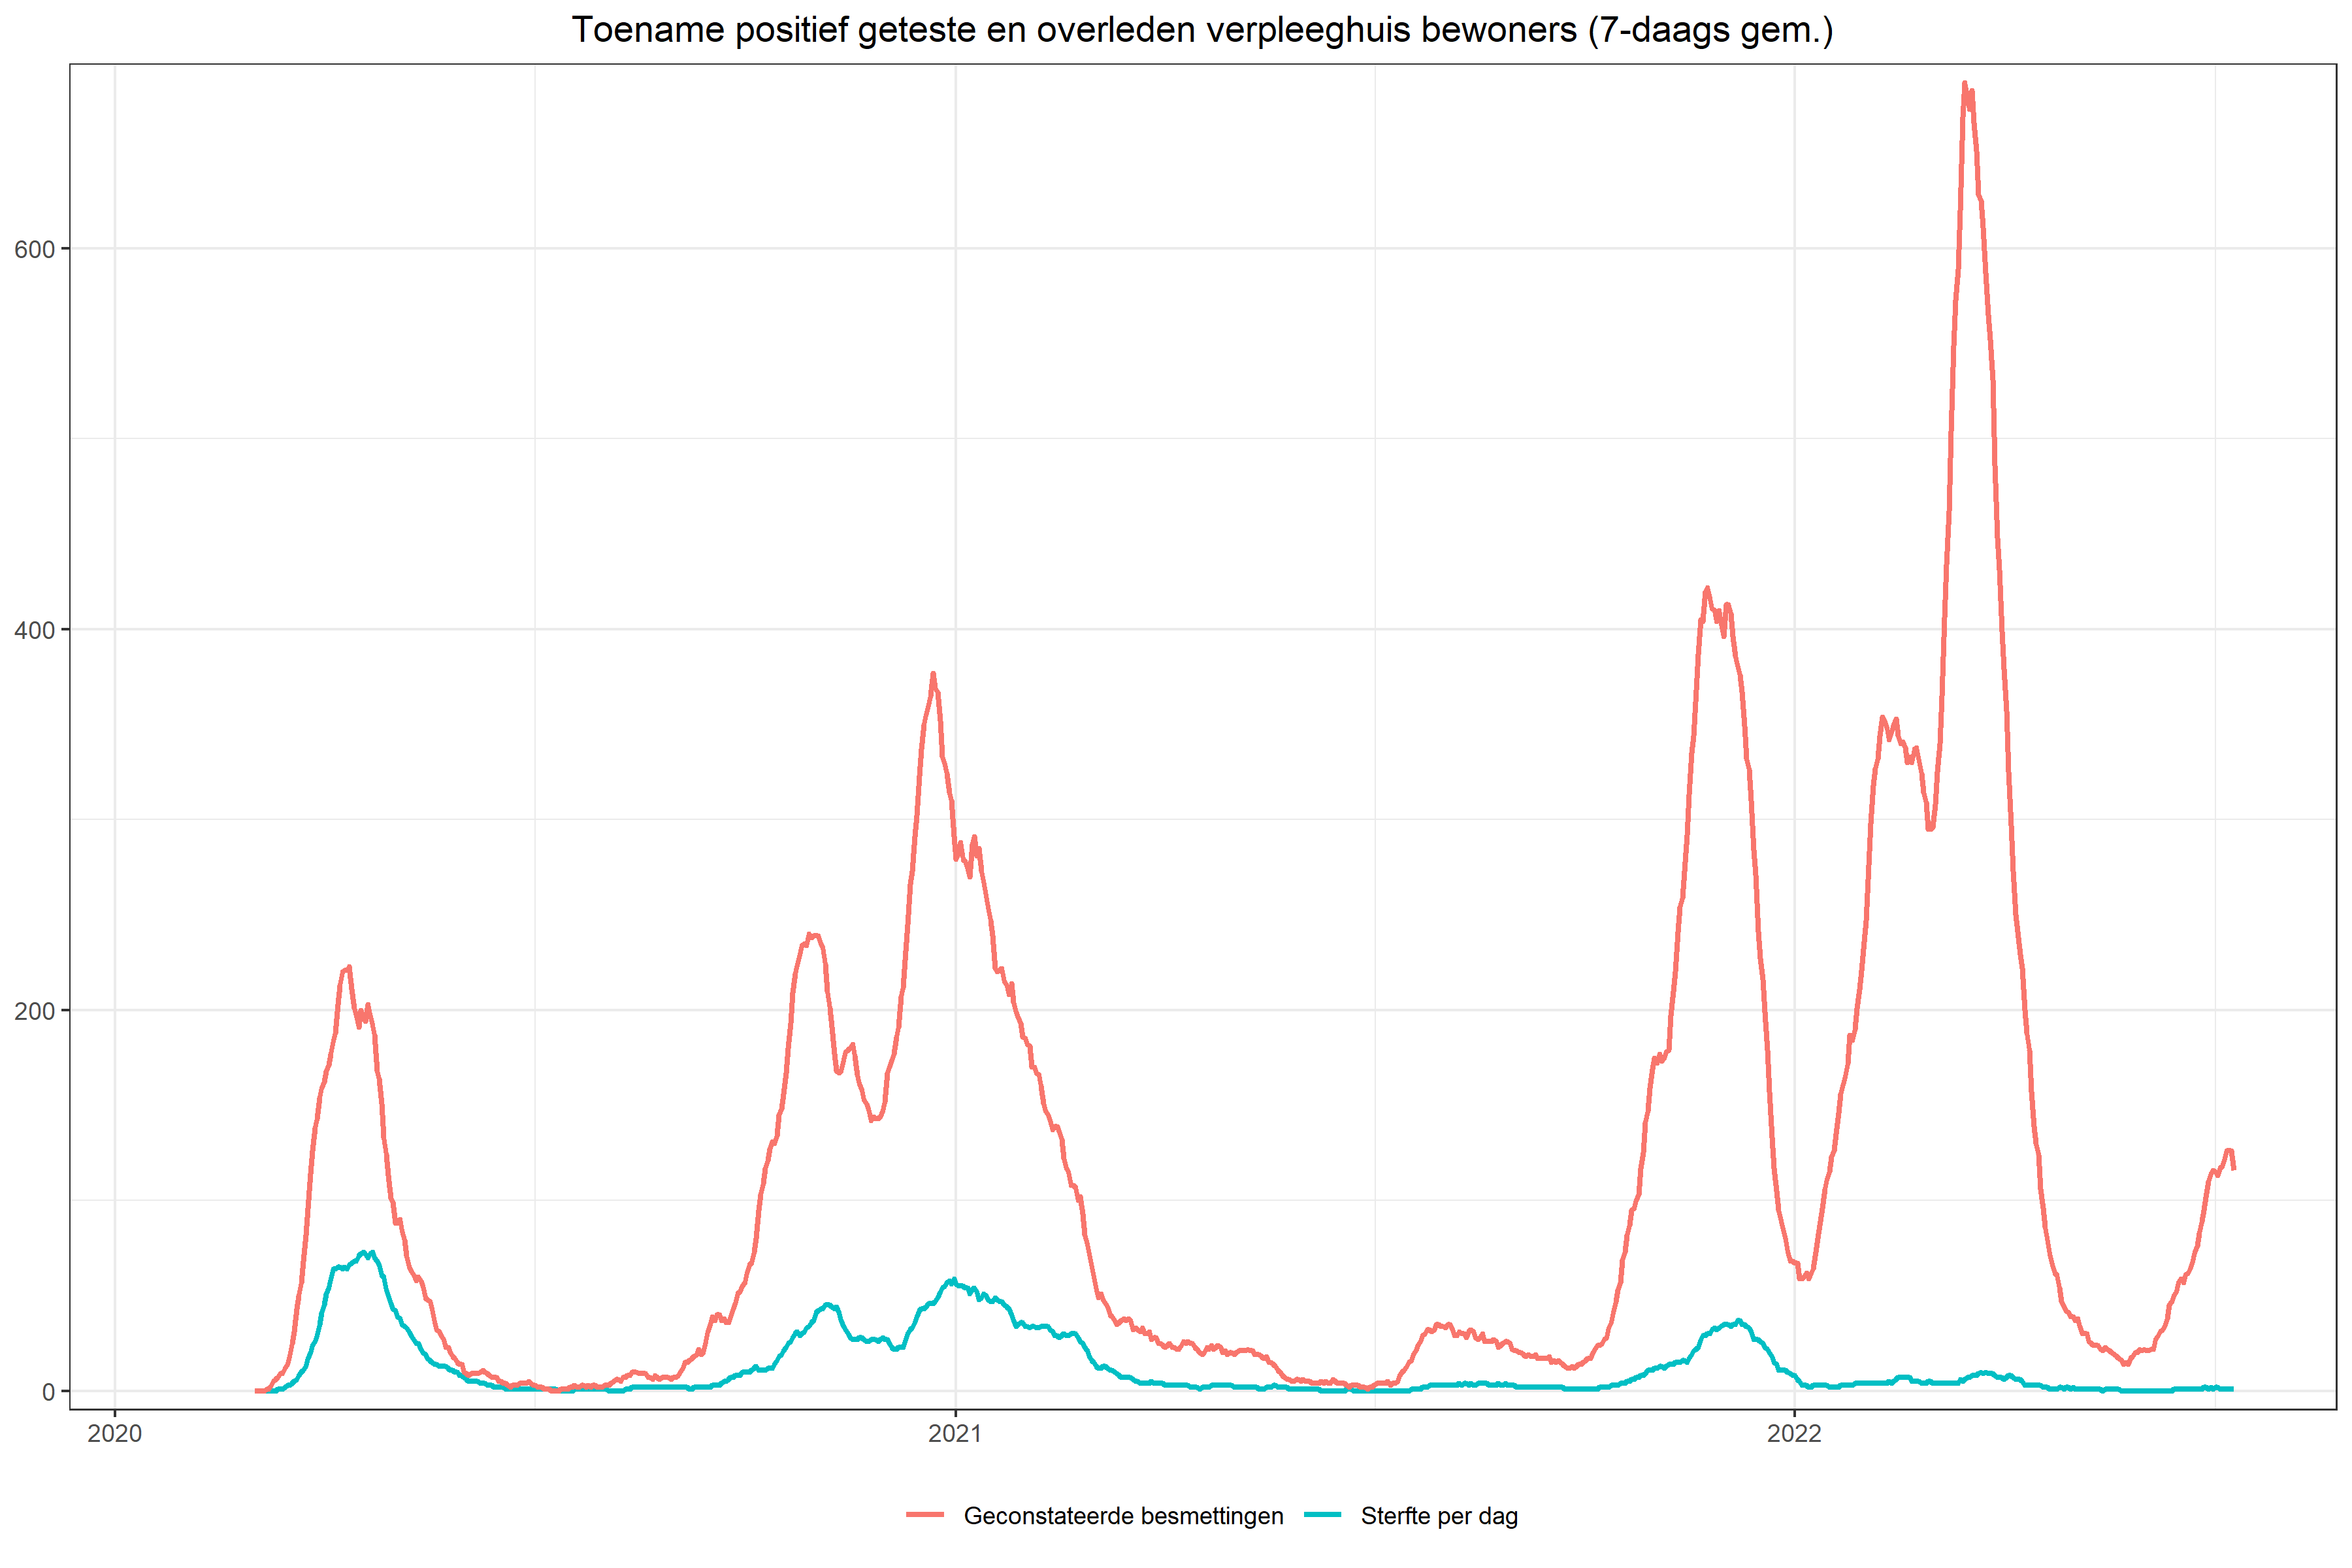 Toename positief geteste en overleden verpleeghuis bewoners (7-daags gem.)
600
400
200
0
2020 2021 2022
Geconstateerde besmettingen Sterfte per dag